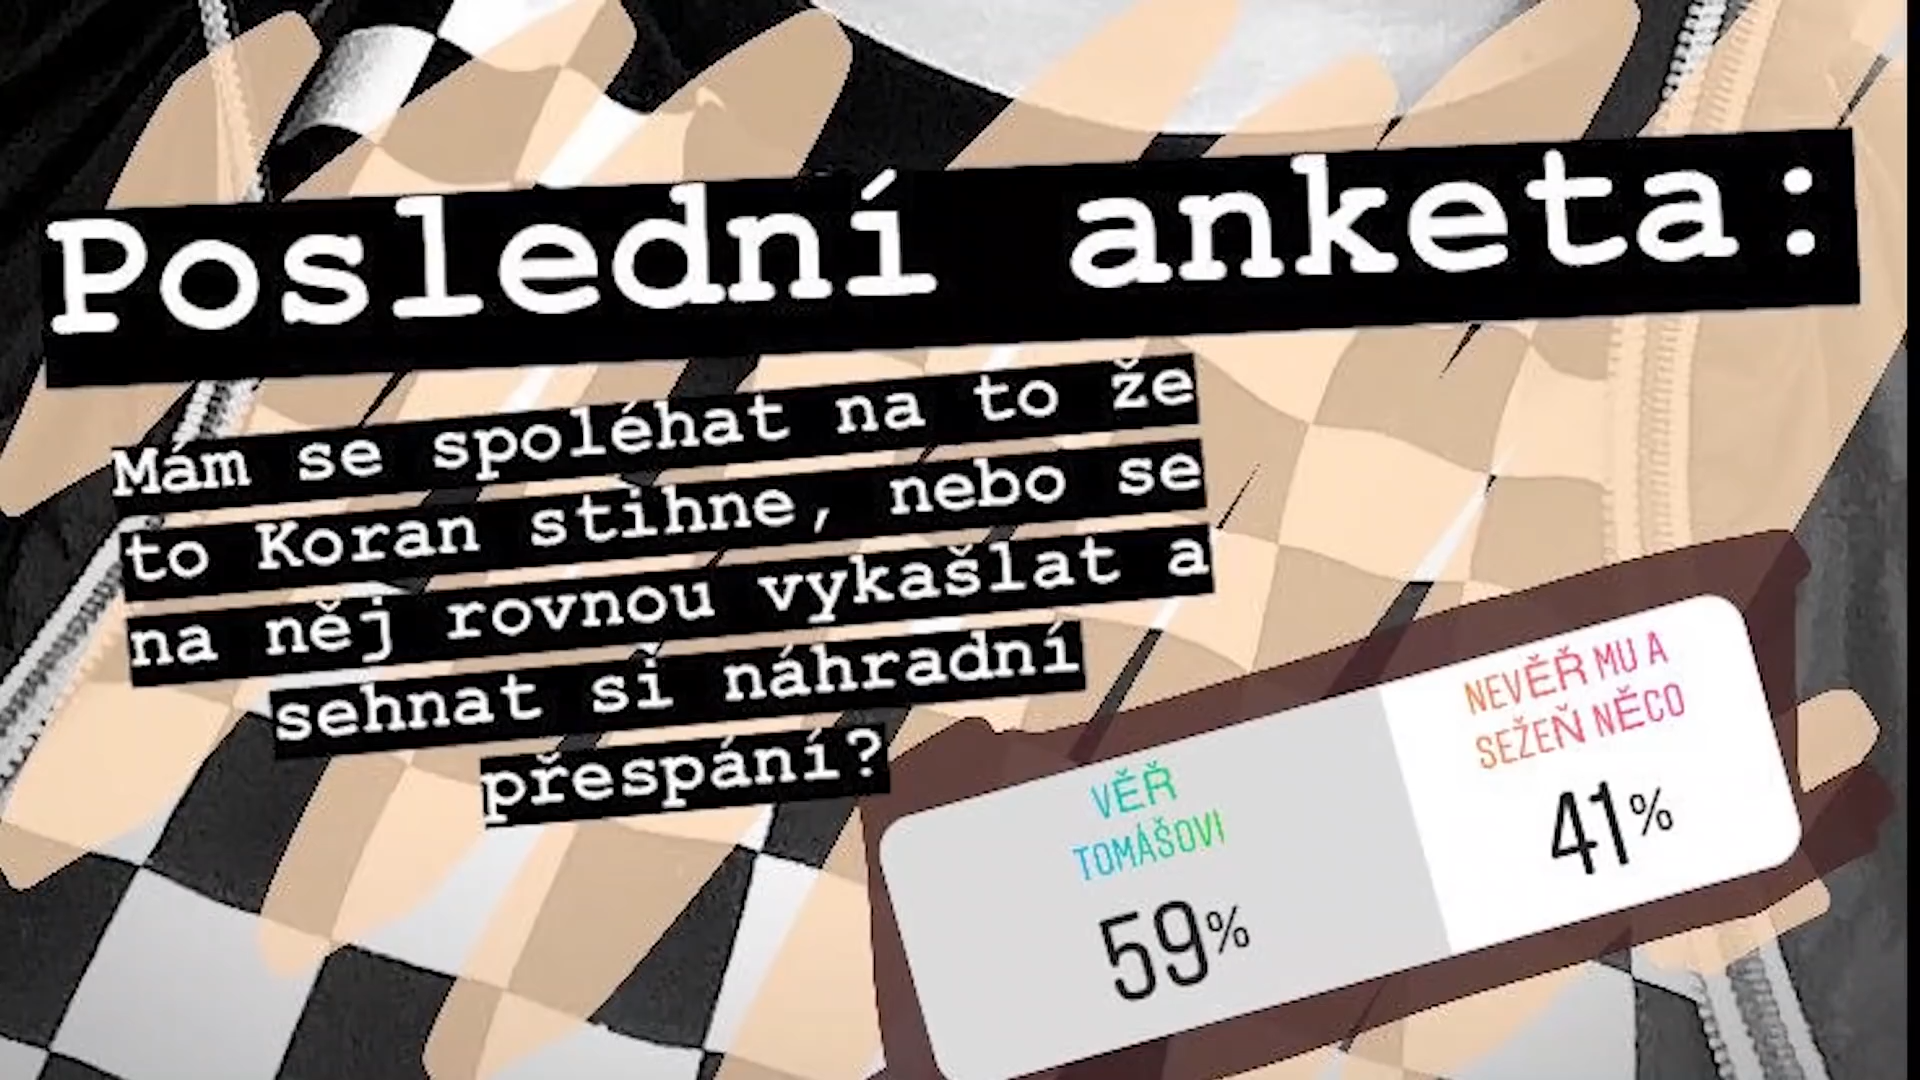 Poslední anketa:
Mám se spoléhat na to že
to Koran stihne, nebo se
na něj rovnou vykašlat a
sehnat si náhradní
přespání?
VĚŘ
TOMÁŠOVI
59%
NEVĚŘ MU A
SEŽEŇ NĚCO
41%